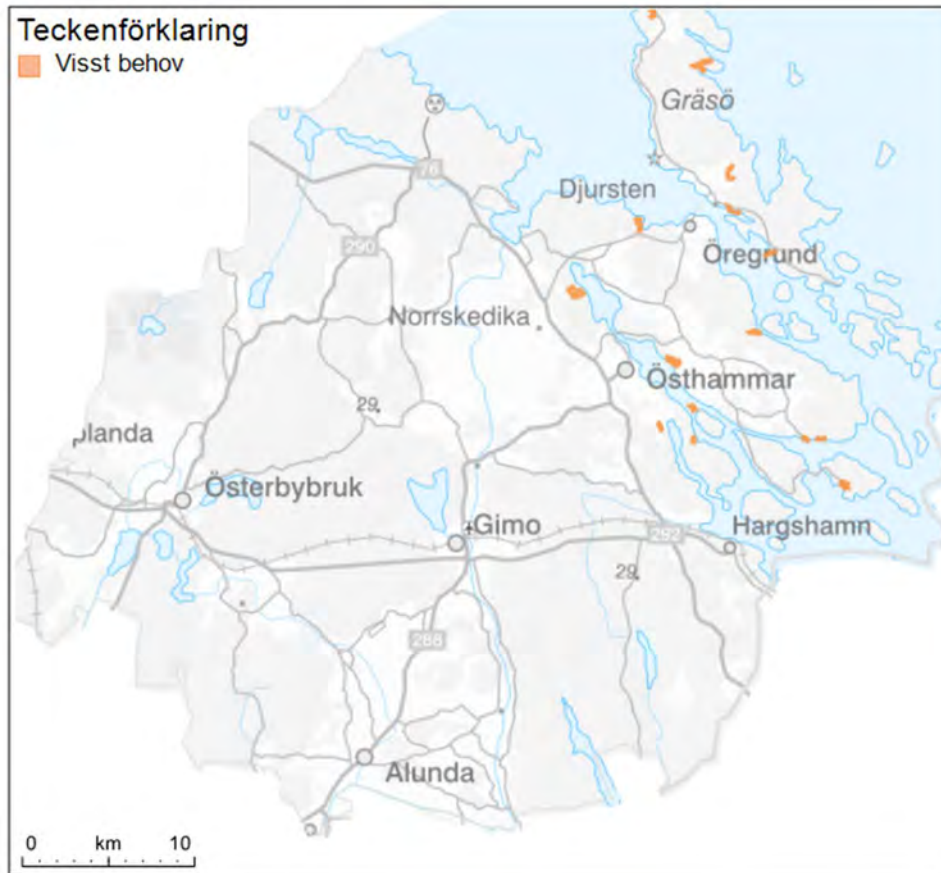 Teckenförklaring
Visst behov
Gräsö
76
Djursten
290
Öregrund
Norrskedika
Östhammar
29
Österbybruk
Gimo
Hargshamn
292
29
288
Alunda
0 km 10